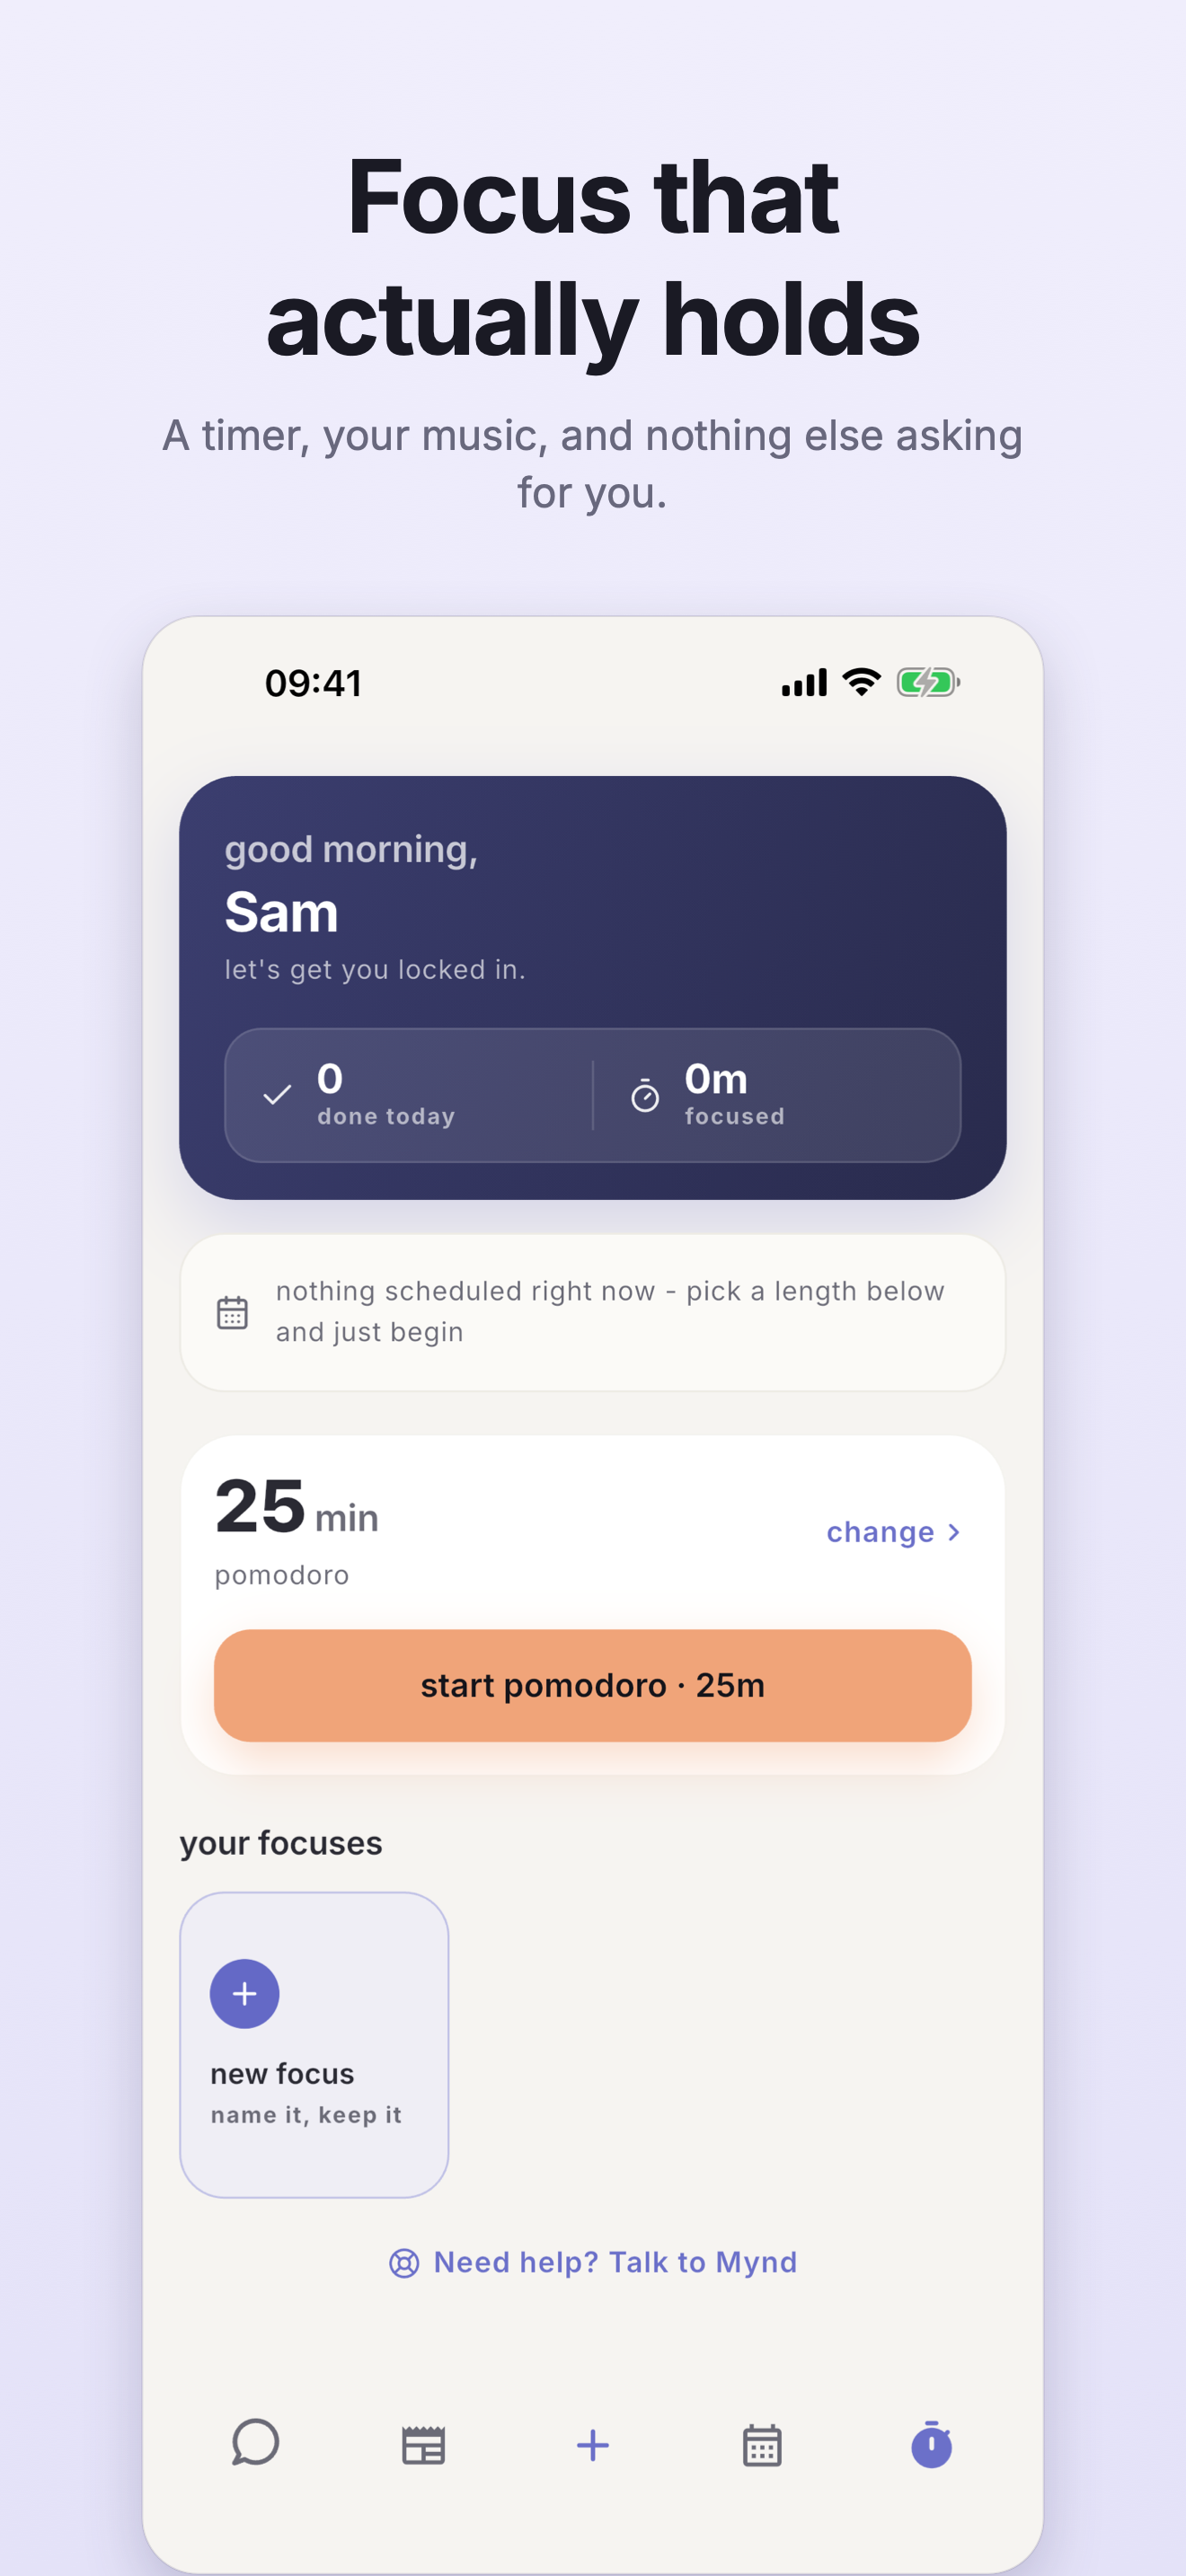 Focus that
actually holds
A timer, your music, and nothing else asking
for you.
09:41
good morning,
Sam
let's get you locked in.
0
done today
0m
focused
nothing scheduled right now - pick a length below
and just begin
25 min
change
pomodoro
start pomodoro · 25m
your focuses
new focus
name it, keep it
Need help? Talk to Mynd